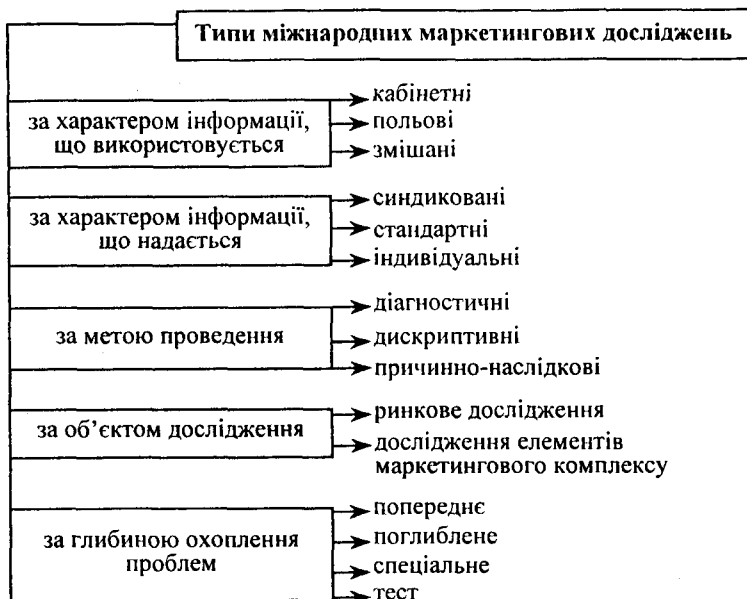 Типи міжнародних маркетингових досліджень
за характером інформації,
що використовується
кабінетні
польові
змішані
за характером інформації,
що надається
синдиковані
стандартні
індивідуальні
за метою проведення
діагностичні
дискриптивні
причинно-наслідкові
за об’єктом дослідження
ринкове дослідження
дослідження елементів
маркетингового комплексу
за глибиною охоплення
проблем
попереднє
поглиблене
спеціальне
тест